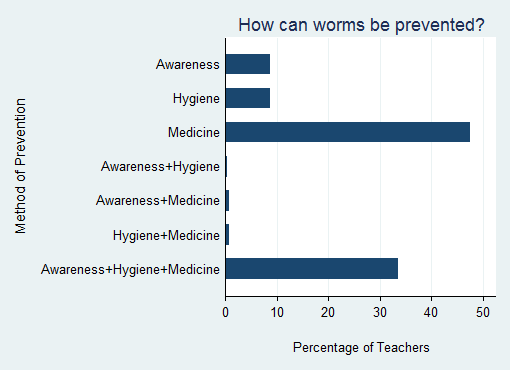 How can worms be prevented?
Method of Prevention
Awareness
Hygiene
Medicine
Awareness+Hygiene
Awareness+Medicine
Hygiene+Medicine
Awareness+Hygiene+Medicine
0 10 20 30 40 50
Percentage of Teachers